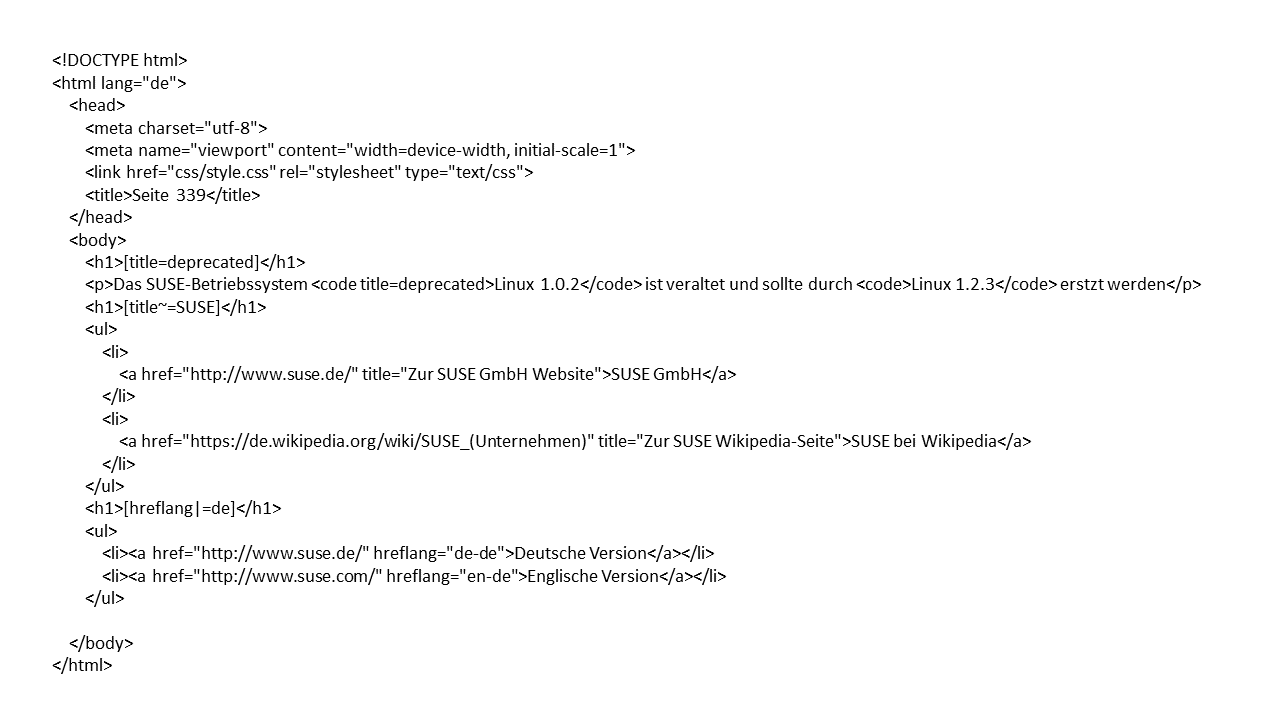 <!DOCTYPE html>
<html lang="de">
<head>
<meta charset="utf-8">
<meta name="viewport" content="width=device-width, initial-scale=1">
<link href="css/style.css" rel="stylesheet" type="text/css">
<title>Seite 339</title>
</head>
<body>
<h1>[title=deprecated]</h1>
<p>Das SUSE-Betriebssystem <code title=deprecated>Linux 1.0.2</code> ist veraltet und sollte durch <code>Linux 1.2.3</code> erstzt werden</p>
<h1>[title~=SUSE]</h1>
<ul>
<li>
<a href="http://www.suse.de/" title="Zur SUSE GmbH Website">SUSE GmbH</a>
</li>
<li>
<a href="https://de.wikipedia.org/wiki/SUSE_(Unternehmen)" title="Zur SUSE Wikipedia-Seite">SUSE bei Wikipedia</a>
</li>
</ul>
<h1>[hreflang|=de]</h1>
<ul>
<li><a href="http://www.suse.de/" hreflang="de-de">Deutsche Version</a></li>
<li><a href="http://www.suse.com/" hreflang="en-de">Englische Version</a></li>
</ul>
</body>
</html>